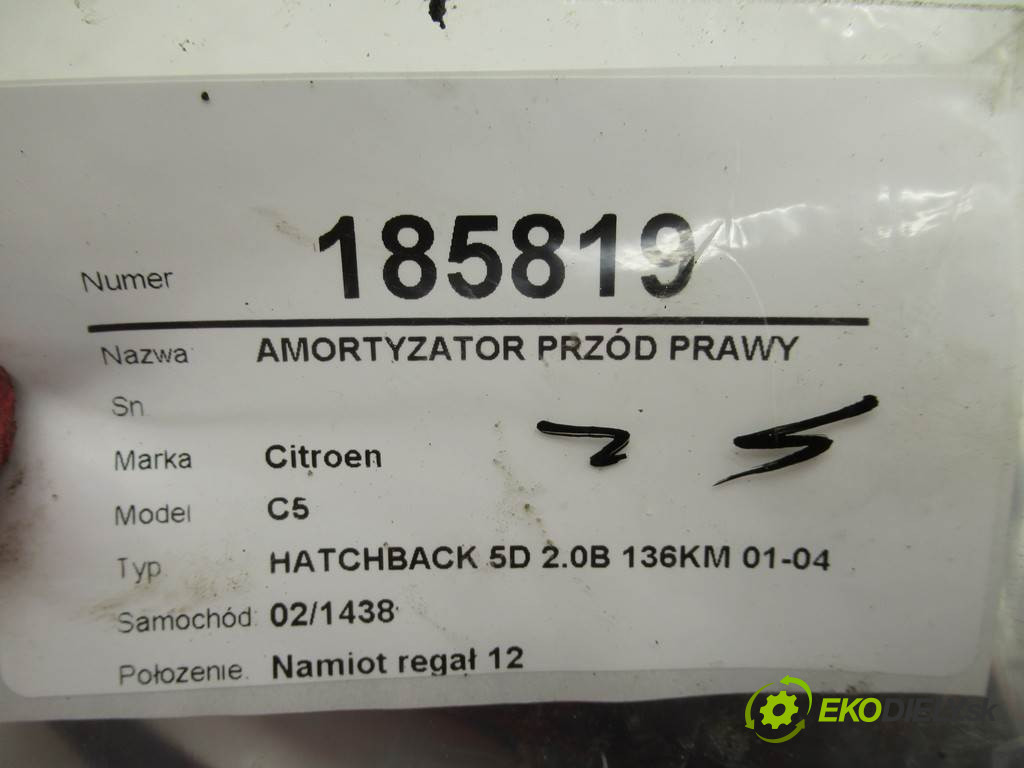 Numer 185819
Nazwa AMORTYZATOR PRZÓD PRAWY
Sn
Marka Citroen
Model C5
Typ HATCHBACK 5D 2.0B 136KM 01-04
Samochód 02/1438
Położenie. Namiot regał 12